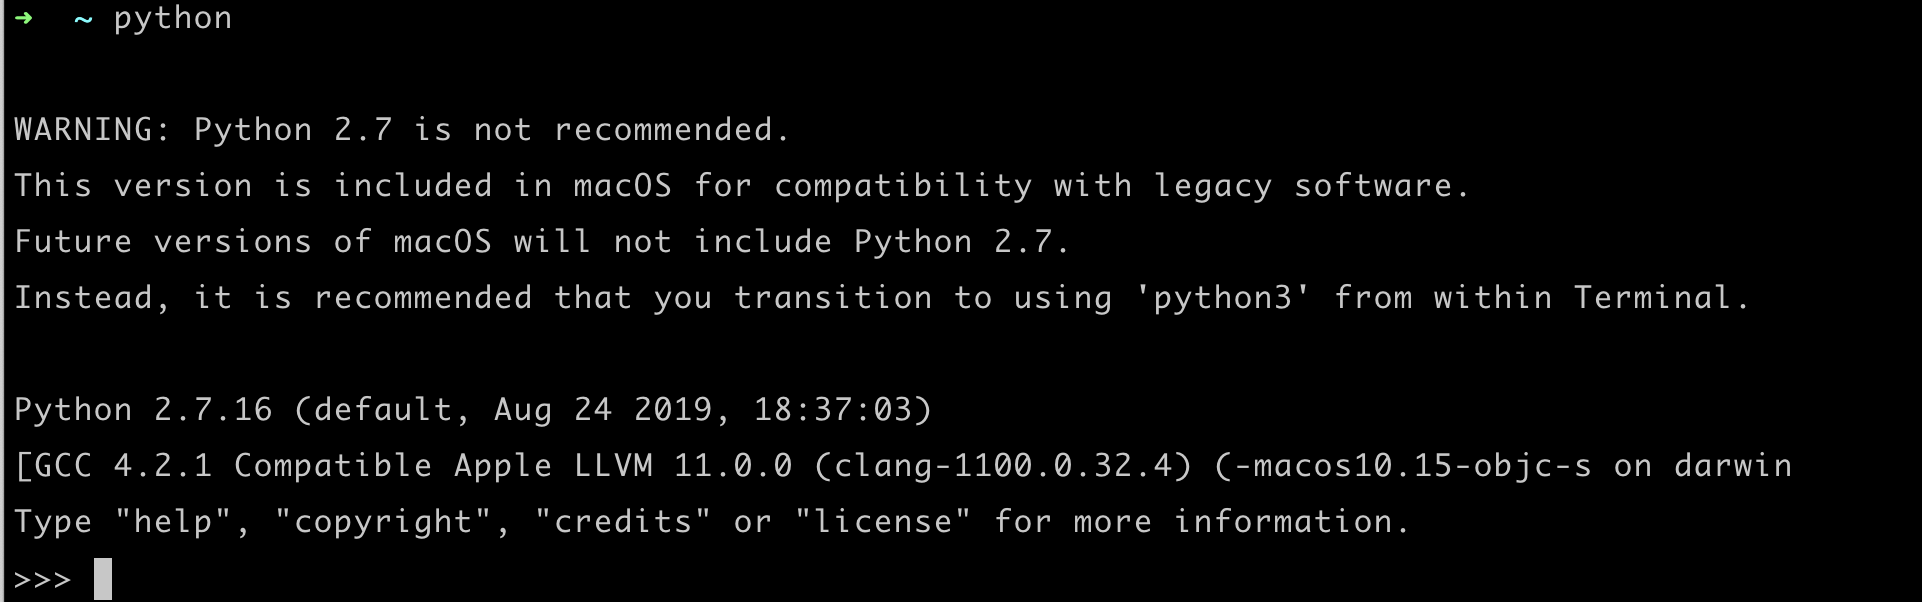 ➜  ~ python
WARNING: Python 2.7 is not recommended.
This version is included in macOS for compatibility with legacy software.
Future versions of macOS will not include Python 2.7.
Instead, it is recommended that you transition to using 'python3' from within Terminal.
Python 2.7.16 (default, Aug 24 2019, 18:37:03)
[GCC 4.2.1 Compatible Apple LLVM 11.0.0 (clang-1100.0.32.4) (-macos10.15-objc-s on darwin
Type "help", "copyright", "credits" or "license" for more information.
>>>